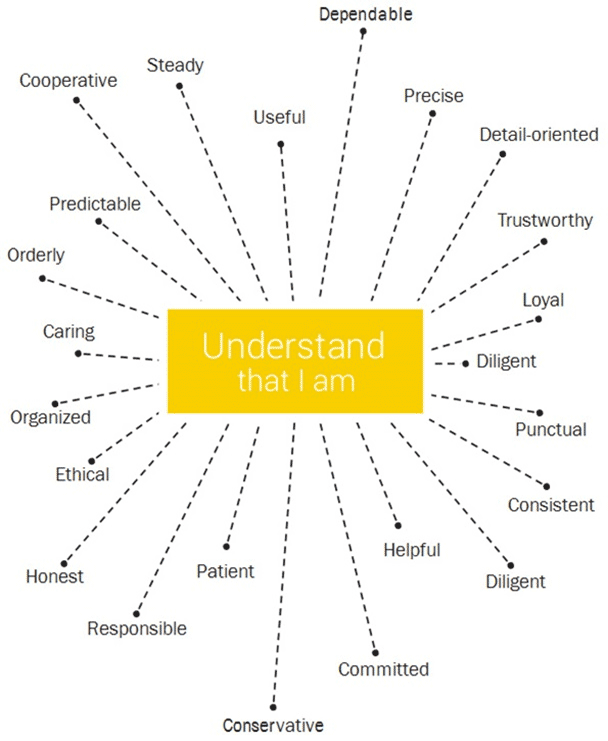 Dependable
Steady
Cooperative
Precise
Useful
Detail-oriented
Predictable
Trustworthy
Orderly
Loyal
Caring
Understand
that I am
Diligent
Organized
Punctual
Ethical
Consistent
Helpful
Patient
Honest
Diligent
Responsible
Committed
Conservative